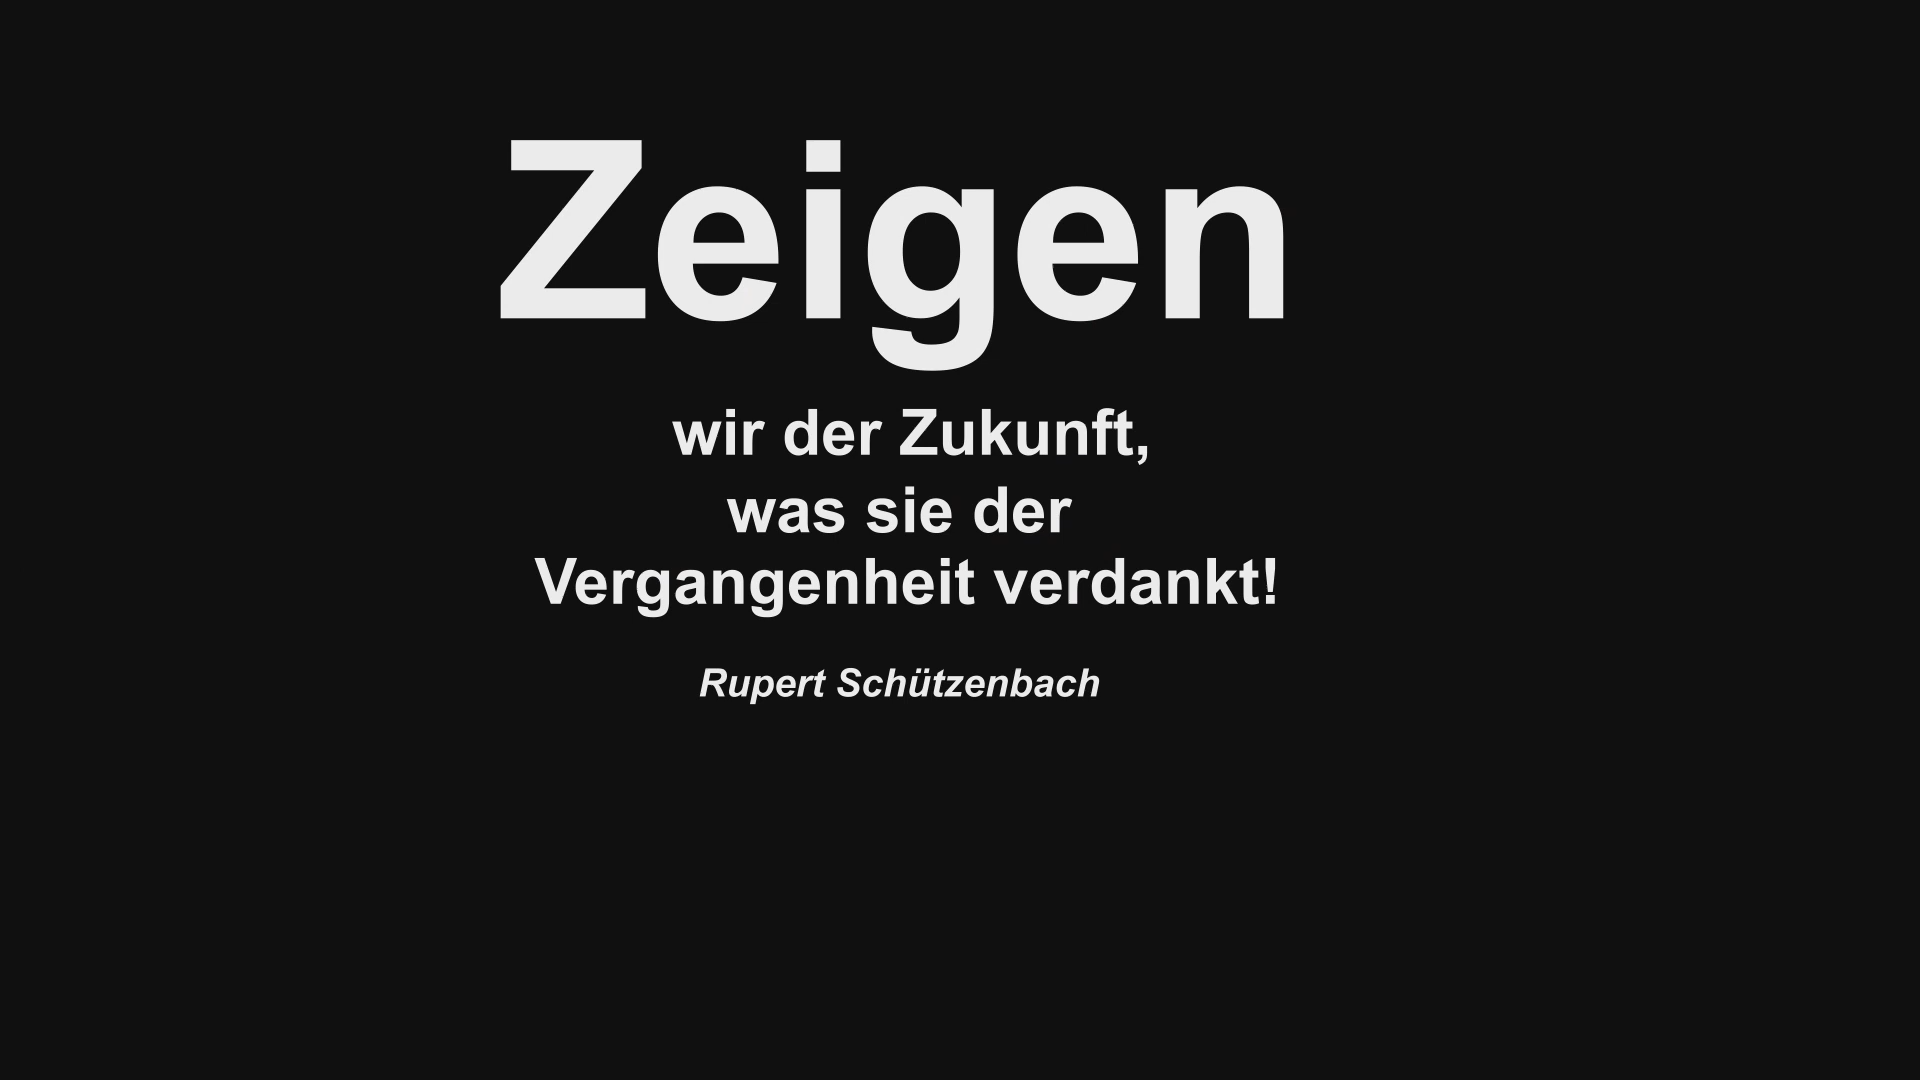 Zeigen
wir der Zukunft,
was sie der
Vergangenheit verdankt!
Rupert Schützenbach